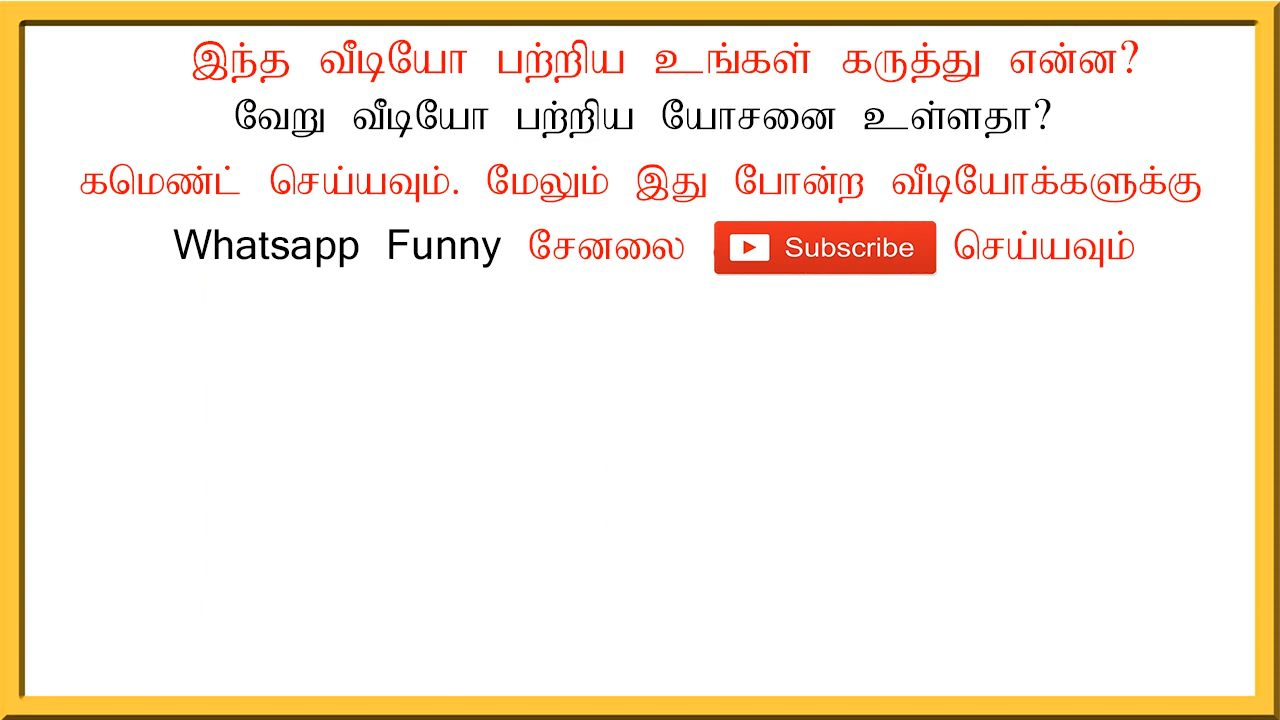 இந்த வீடியோ பற்றிய உங்கள் கருத்து என்ன?
வேறு வீடியோ பற்றிய யோசனை உள்ளதா?
கமெண்ட் செய்யவும். மேலும் இது போன்ற வீடியோக்களுக்கு
Whatsapp Funny சேனலை Subscribe செய்யவும்